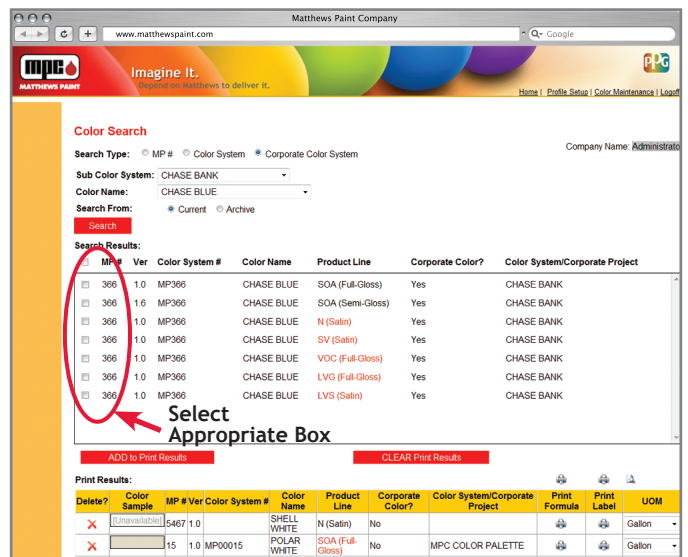 Matthews Paint Company
www.matthewspaint.com
Google
mpc
MATTHEWS PAINT
Imagine It.
Depend on Matthews to deliver it.
PPG
Home | Profile Setup | Color Maintenance | Logoff
Color Search
Company Name: Administrato
Search Type: MP # Color System Corporate Color System
Sub Color System: CHASE BANK
Color Name: CHASE BLUE
Search From: Current Archive
Search
Search Results:
MP # Ver Color System # Color Name Product Line Corporate Color? Color System/Corporate Project
366 1.0 MP366 CHASE BLUE SOA (Full-Gloss) Yes CHASE BANK
366 1.6 MP366 CHASE BLUE SOA (Semi-Gloss) Yes CHASE BANK
366 1.0 MP366 CHASE BLUE N (Satin) Yes CHASE BANK
366 1.0 MP366 CHASE BLUE SV (Satin) Yes CHASE BANK
366 1.0 MP366 CHASE BLUE VOC (Full-Gloss) Yes CHASE BANK
366 1.0 MP366 CHASE BLUE LVG (Full-Gloss) Yes CHASE BANK
366 1.0 MP366 CHASE BLUE LVS (Satin) Yes CHASE BANK
Select
Appropriate Box
ADD to Print Results CLEAR Print Results
Print Results:
Delete? Color Sample MP # Ver Color System # Color Name Product Line Corporate Color? Color System/Corporate Project Print Formula Print Label UOM
[Unavailable] 5467 1.0 SHELL WHITE N (Satin) No Gallon
15 1.0 MP00015 POLAR WHITE SOA (Full-Gloss) No MPC COLOR PALETTE Gallon